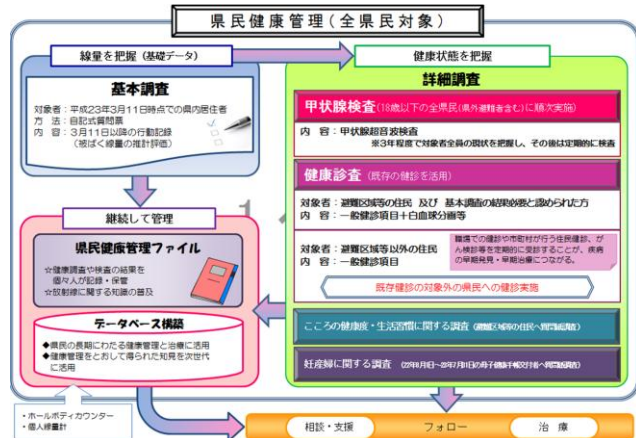 県民健康管理（全県民対象）
線量を把握（基礎データ）
健康状態を把握
基本調査
対象者：平成23年3月11日時点での県内居住者
方　法：自記式質問票
内　容：3月11日以降の行動記録
（被ばく線量の推計評価）
詳細調査
甲状腺検査（18歳以下の全県民（県外避難者含む）に順次実施）
内　容：甲状腺超音波検査
※3年程度で対象者全員の現状を把握し、その後は定期的に検査
健康診査（既存の健診を活用）
対象者：避難区域等の住民 及び 基本調査の結果必要と認められた方
内　容：一般健診項目＋白血球分画等
対象者：避難区域等以外の住民
内　容：一般健診項目
職場での健診や市町村が行う住民健診、がん
検診等を定期的に受診することが、疾病
の早期発見・早期治療につながる。
既存健診の対象外の県民への健診実施
こころの健康度・生活習慣に関する調査（避難区域等の住民へ質問紙調査）
妊産婦に関する調査
継続して管理
県民健康管理ファイル
☆健康調査や検査の結果を
個々人が記録・保管
☆放射線に関する知識の普及
データベース構築
◆県民の長期にわたる健康管理と治療に活用
◆健康管理をとおして得られた知見を次世代
に活用
・ホールボディカウンター
・個人線量計
相談・支援
フォロー
治　療